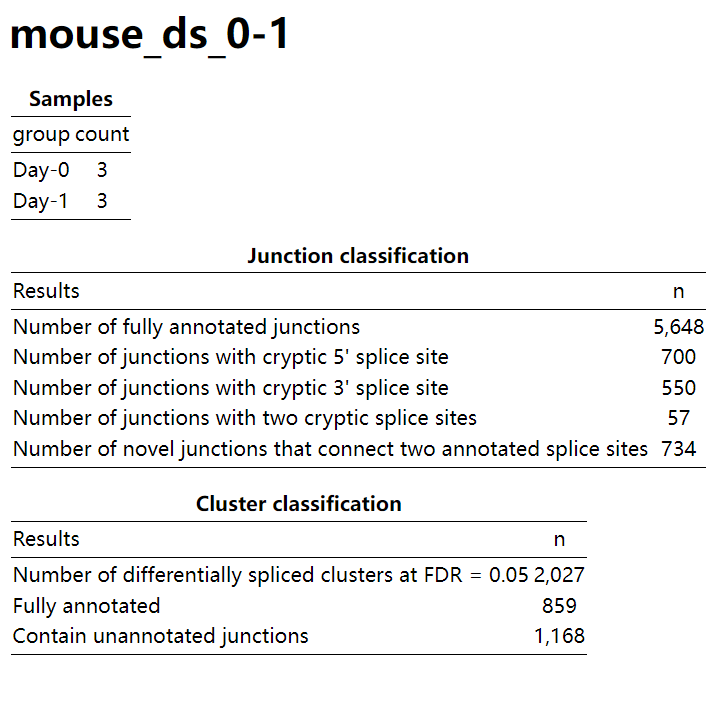 mouse_ds_0-1
Samples
group count
Day-0 3
Day-1 3
Junction classification
Results n
Number of fully annotated junctions 5,648
Number of junctions with cryptic 5' splice site 700
Number of junctions with cryptic 3' splice site 550
Number of junctions with two cryptic splice sites 57
Number of novel junctions that connect two annotated splice sites 734
Cluster classification
Results n
Number of differentially spliced clusters at FDR = 0.05 2,027
Fully annotated 859
Contain unannotated junctions 1,168